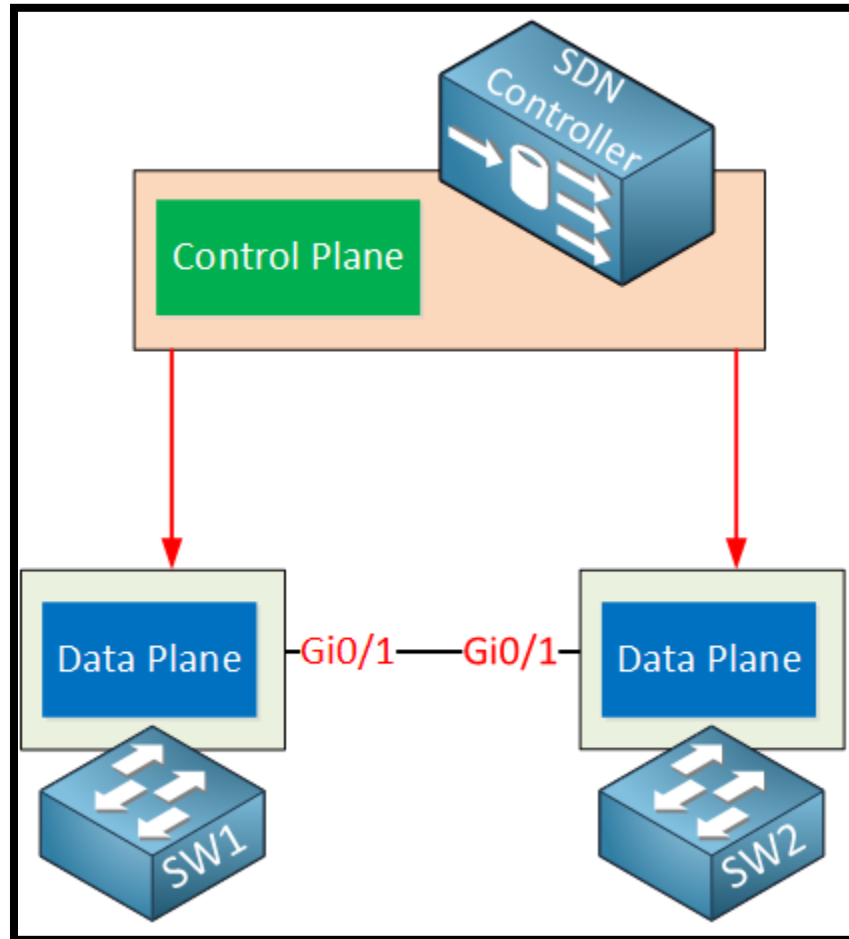 SDN
Controller
Control Plane
Data Plane
Gi0/1
Gi0/1
Data Plane
SW1
SW2